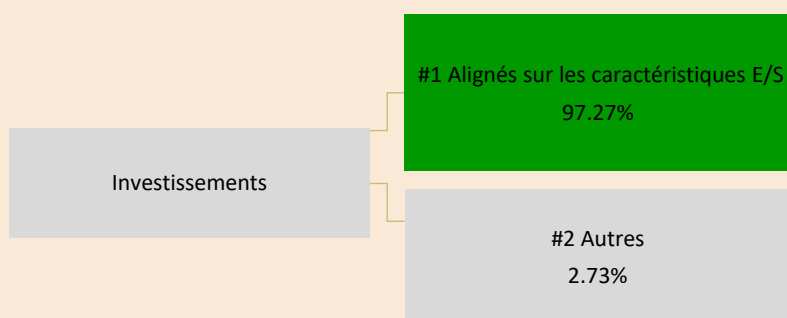 #1 Alignés sur les caractéristiques E/S
97.27%
Investissements
#2 Autres
2.73%